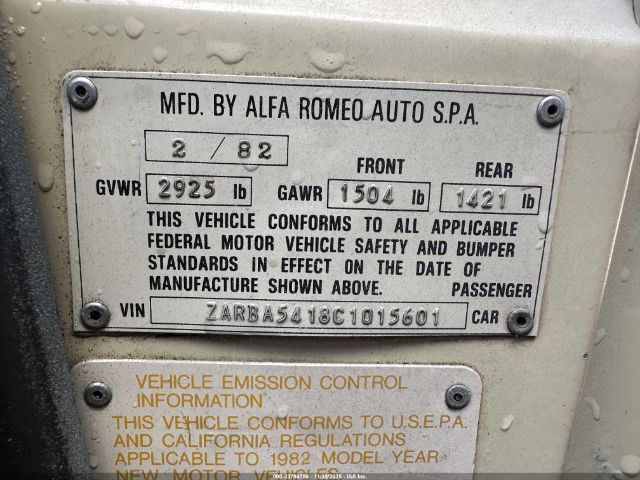 MFD. BY ALFA ROMEO AUTO S.P.A.
2 / 82
FRONT REAR
GVWR 2925 lb GAWR 1504 lb 1421 lb
THIS VEHICLE CONFORMS TO ALL APPLICABLE
FEDERAL MOTOR VEHICLE SAFETY AND BUMPER
STANDARDS IN EFFECT ON THE DATE OF
MANUFACTURE SHOWN ABOVE. PASSENGER
VIN ZARBA5418C1015601 CAR
VEHICLE EMISSION CONTROL
INFORMATION
THIS VEHICLE CONFORMS TO U.S.E.P.A.
AND CALIFORNIA REGULATIONS
APPLICABLE TO 1982 MODEL YEAR
NEW MOTOR VEHICLES